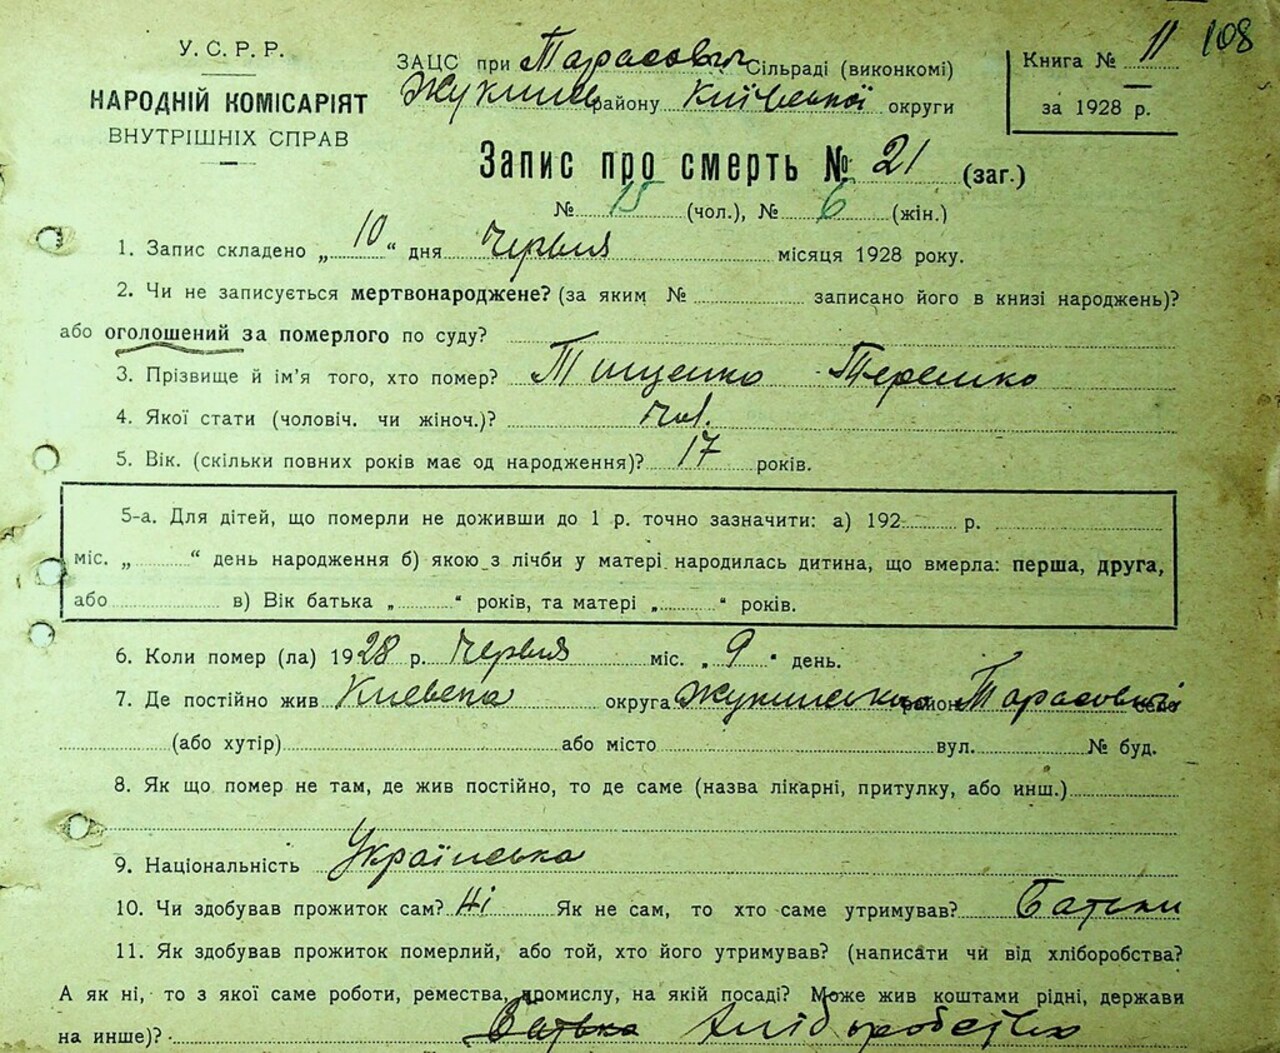 11 108
У. С. Р. Р.
НАРОДНІЙ КОМІСАРІЯТ
ВНУТРІШНІХ СПРАВ
ЗАЦС при Тарасовій Сільраді (виконкомі)
Жукинс району Київської округи
Книга № 11
за 1928 р.
Запис про смерть № 21 (заг.)
№ 15 (чол.), № 6 (жін.)
1. Запис складено „ 10 “ дня Червня місяця 1928 року.
2. Чи не записується мертвонароджене? (за яким № записано його в книзі народжень)?
або оголошений за померлого по суду?
3. Прізвище й ім'я того, хто помер? Тищенко Терешко
4. Якої стати (чоловіч. чи жіноч.)? чол.
5. Вік. (скільки повних років має од народження)? 17 років.
5-а. Для дітей, що померли не доживши до 1 р. точно зазначити: а) 192 р.
міс. „ “ день народження б) якою з лічби у матері народилась дитина, що вмерла: перша, друга,
або в) Вік батька „ “ років, та матері „ “ років.
6. Коли помер (ла) 1928 р. Червня міс. „ 9 “ день.
7. Де постійно жив Киевська округа Жукинська район Тарасовичі село
(або хутір) або місто вул. № буд.
8. Як що помер не там, де жив постійно, то де саме (назва лікарні, притулку, або инш.)
9. Національність Українська
10. Чи здобував прожиток сам? Ні Як не сам, то хто саме утримував? Батьки
11. Як здобував прожиток померлий, або той, хто його утримував? (написати чи від хліборобства?
А як ні, то з якої саме роботи, ремества, промислу, на якій посаді? Може жив коштами рідні, держави
на инше)? Батька Хліборобство